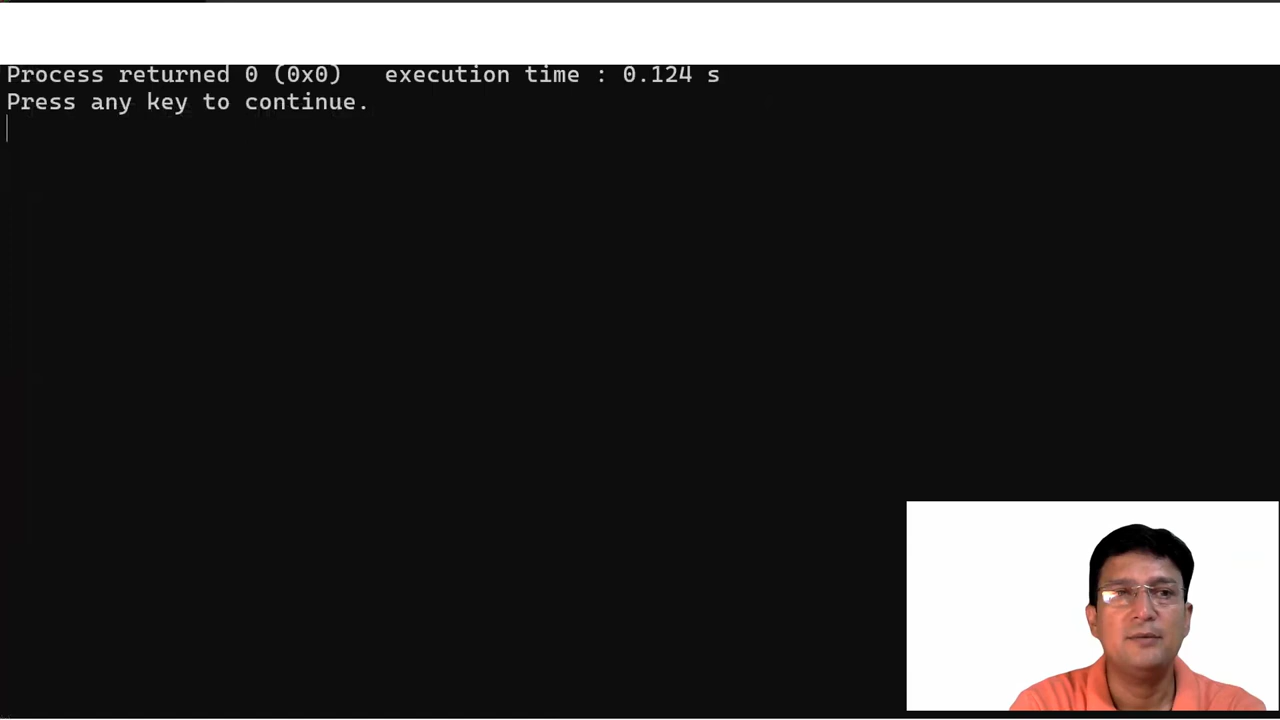 Process returned 0 (0x0)   execution time : 0.124 s
Press any key to continue.